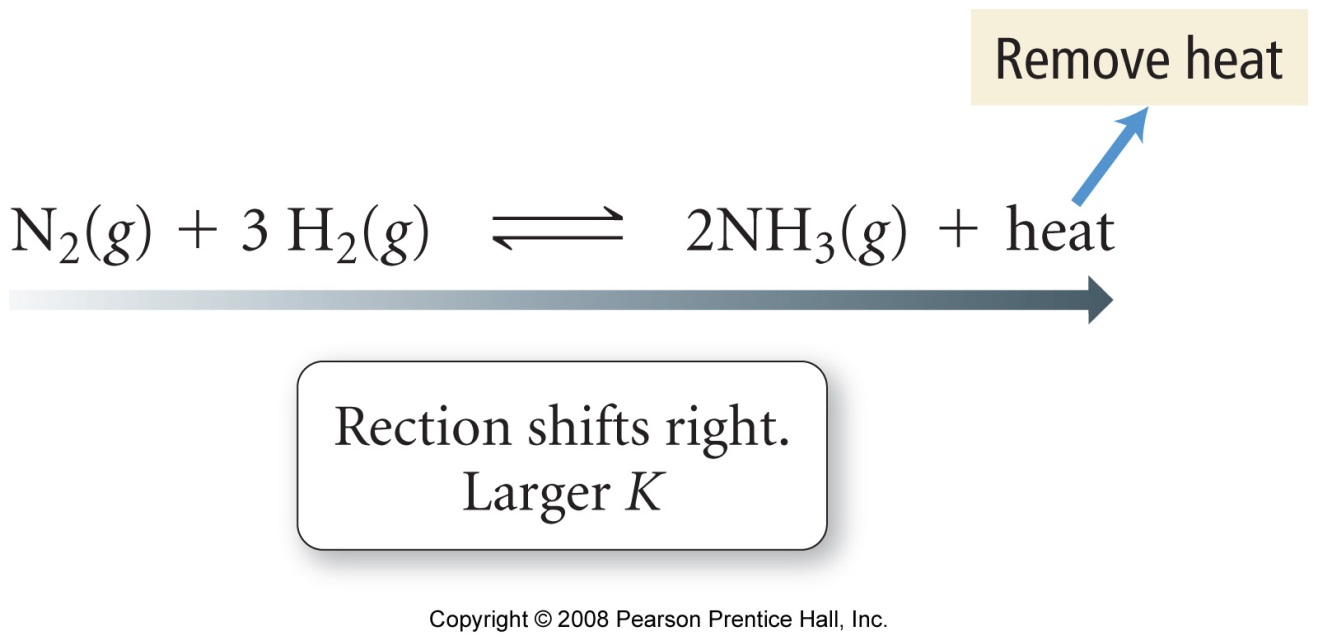 Remove heat
N₂(g) + 3 H₂(g) ⇌ 2NH₃(g) + heat
Rection shifts right.
Larger K
Copyright © 2008 Pearson Prentice Hall, Inc.